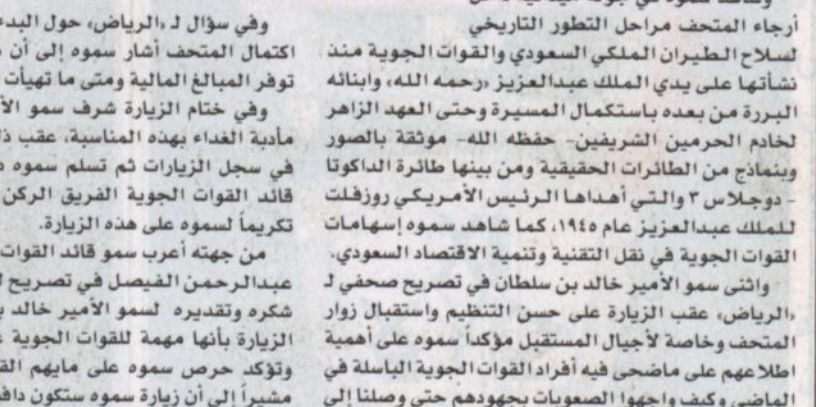 أرجاء المتحف مراحل التطور التاريخي
لسلاح الطيران الملكي السعودي والقوات الجوية منذ
نشأتها على يدي الملك عبدالعزيز «رحمه الله» وابنائه
البررة من بعده باستكمال المسيرة وحتى العهد الزاهر
لخادم الحرمين الشريفين- حفظه الله- موثقة بالصور
وبنماذج من الطائرات الحقيقية ومن بينها طائرة الداكوتا
- دوجلاس ٣ والتي أهداها الرئيس الأمريكي روزفلت
للملك عبدالعزيز عام ١٩٤٥، كما شاهد سموه إسهامات
القوات الجوية في نقل التقنية وتنمية الاقتصاد السعودي.
واثنى سمو الأمير خالد بن سلطان في تصريح صحفي لـ
«الرياض» عقب الزيارة على حسن التنظيم واستقبال زوار
المتحف وخاصة لأجيال المستقبل مؤكداً سموه على أهمية
اطلاعهم على ماضحى فيه أفراد القوات الجوية الباسلة في
الماضي وكيف واجهوا الصعوبات بجهودهم حتى وصلنا إلى
وفي سؤال لـ «الرياض» حول البدء
اكتمال المتحف أشار سموه إلى أن
توفر المبالغ المالية ومتى ما تهيأت
وفي ختام الزيارة شرف سمو
مأدبة الغداء بهذه المناسبة، عقب
في سجل الزيارات ثم تسلم سموه
قائد القوات الجوية الفريق الركن
تكريماً لسموه على هذه الزيارة.
من جهته أعرب سمو قائد القوات
عبدالرحمن الفيصل في تصريح
شكره وتقديره لسمو الأمير خالد
الزيارة بأنها مهمة للقوات الجوية
وتؤكد حرص سموه على مايهم
مشيراً إلى أن زيارة سموه ستكون